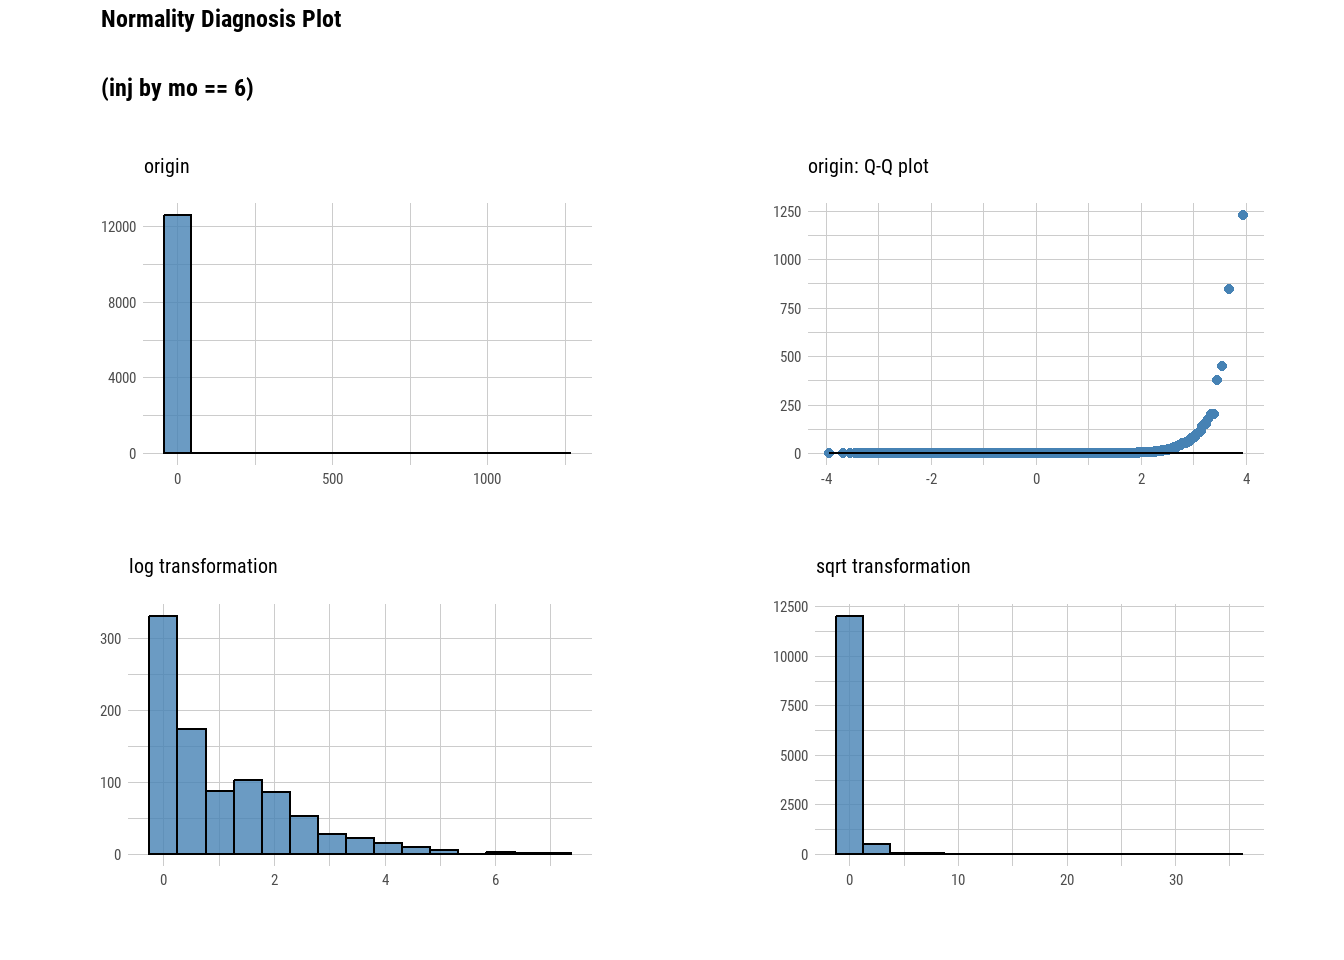 Normality Diagnosis Plot
(inj by mo == 6)
origin
12000
8000
4000
0
0 500 1000
origin: Q-Q plot
1250
1000
750
500
250
0
-4 -2 0 2 4
log transformation
300
200
100
0
0 2 4 6
sqrt transformation
12500
10000
7500
5000
2500
0
0 10 20 30